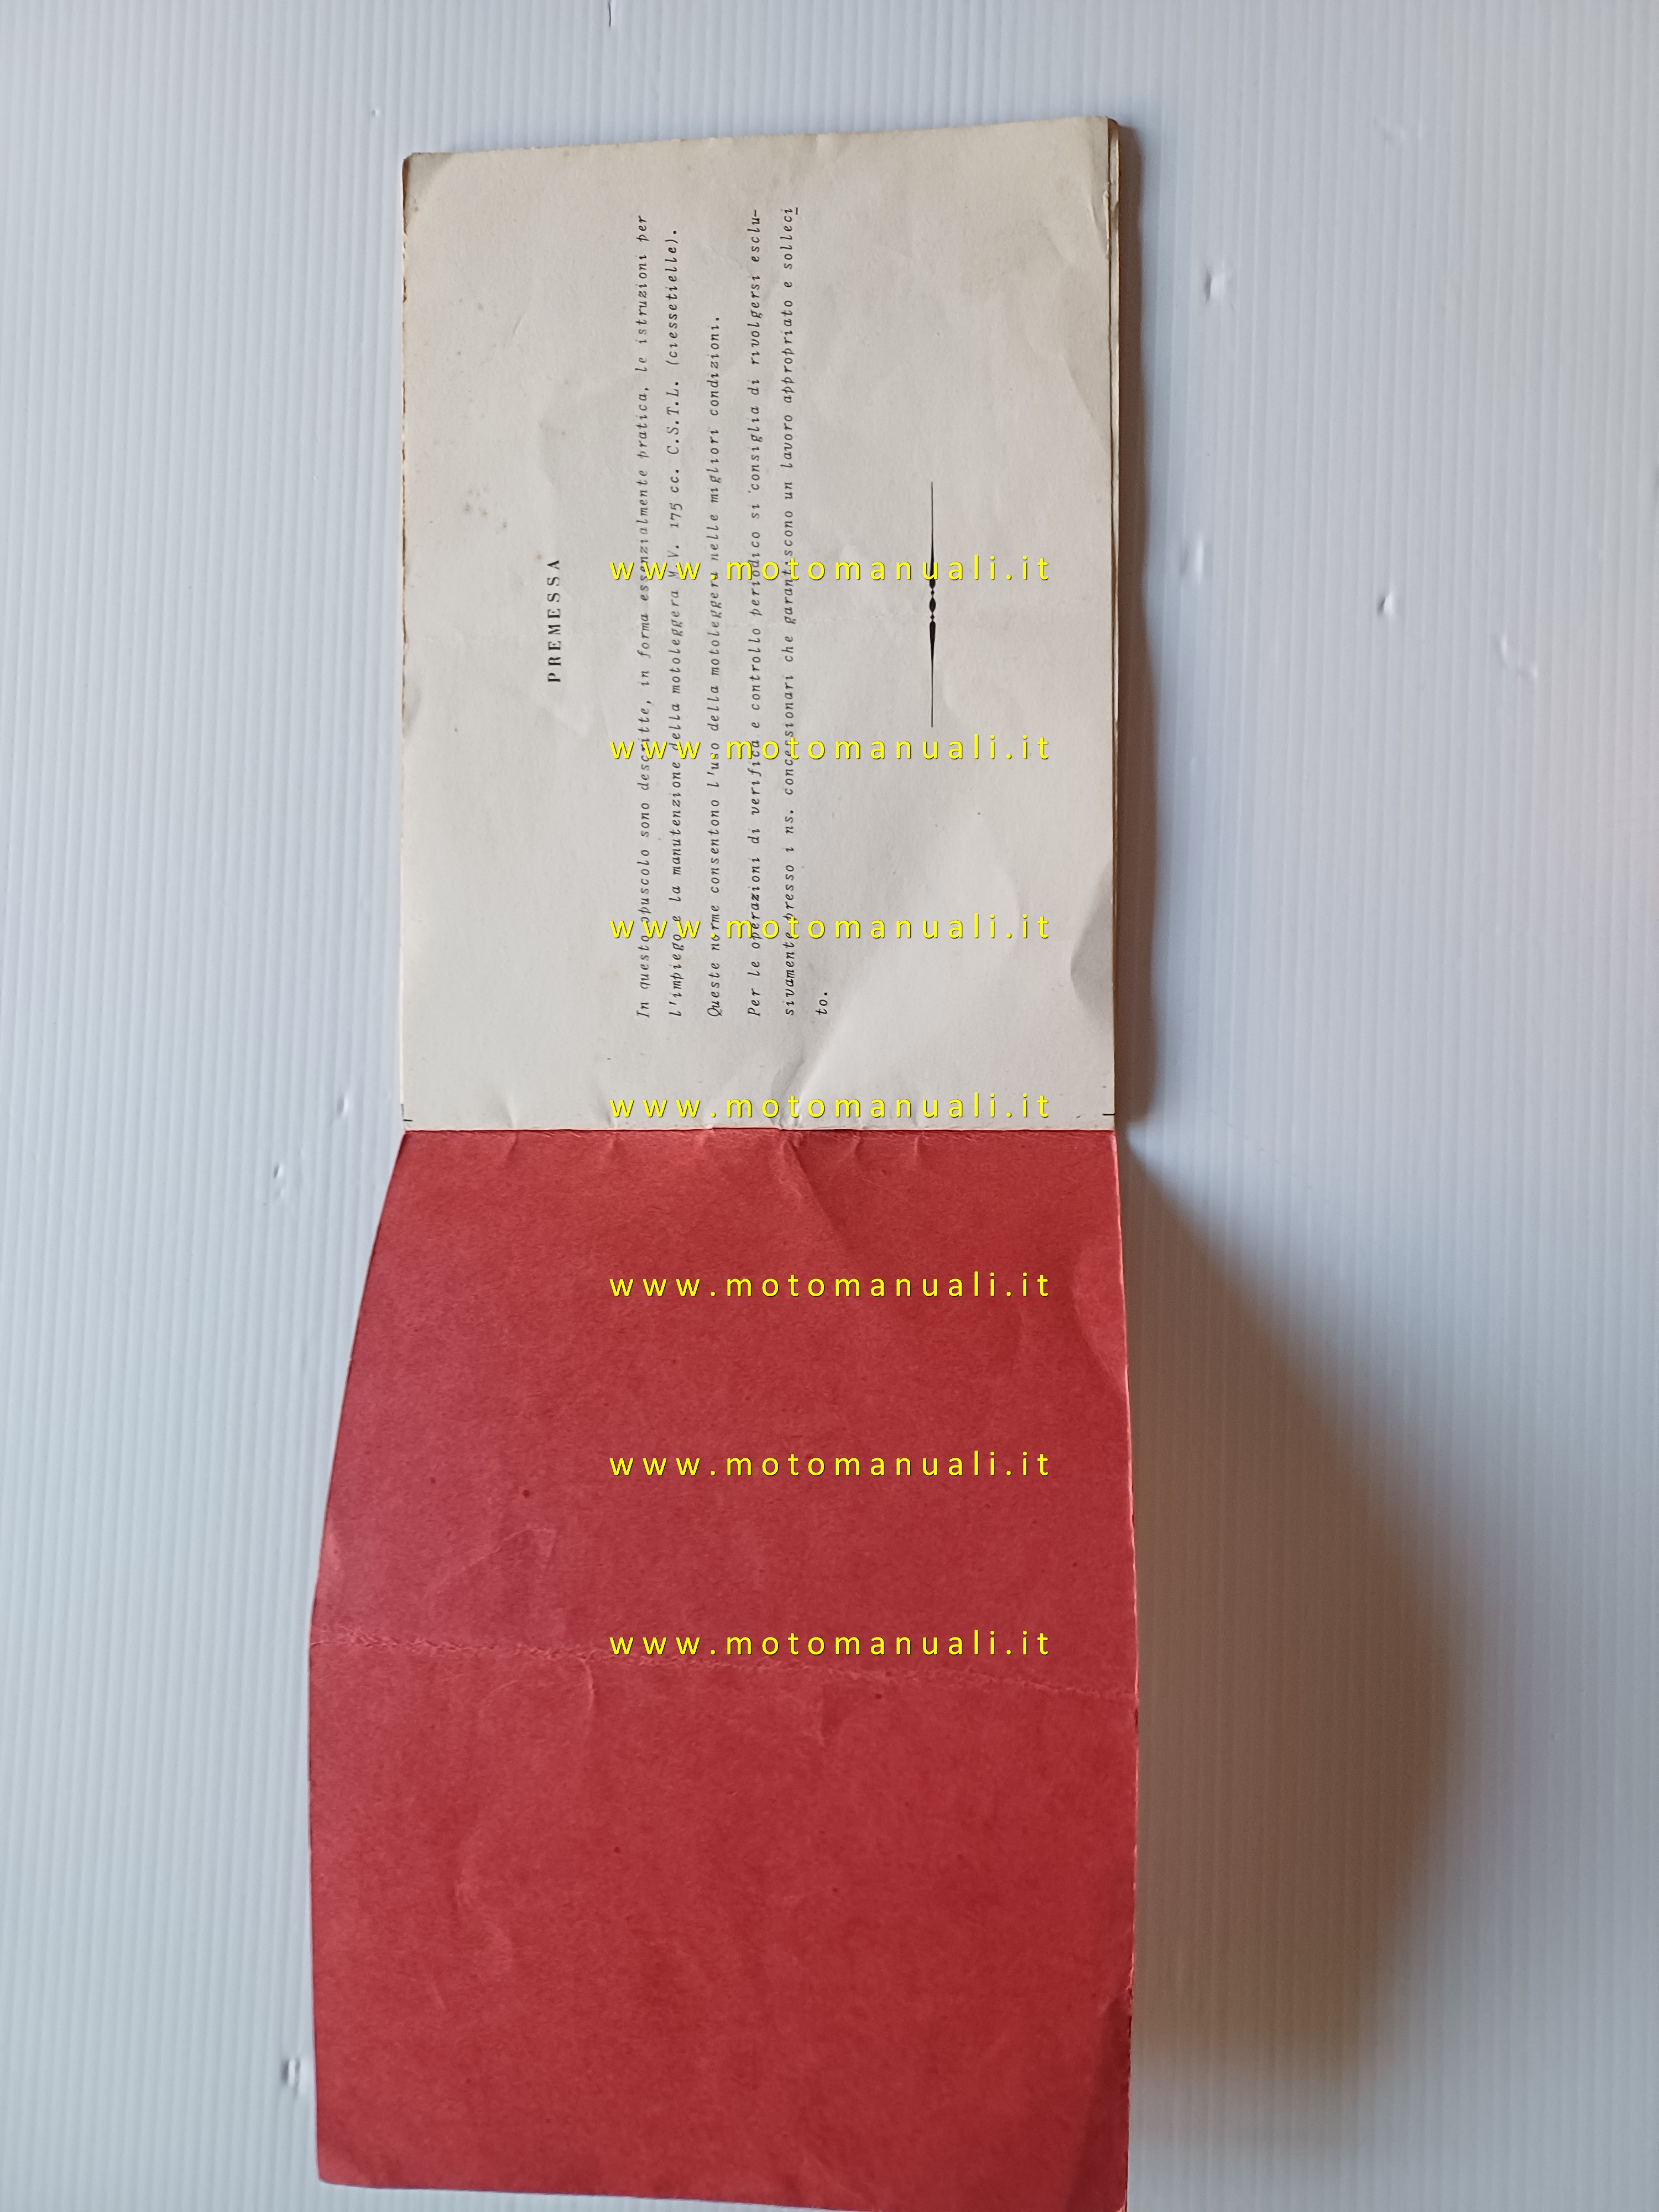 PREMESSA
In questo opuscolo sono descritte, in forma essenzialmente pratica, le istruzioni per
l'impiego e la manutenzione della motoleggera M.V. 175 cc. C.S.T.L. (ciessetielle).
Queste norme consentono l'uso della motoleggera nelle migliori condizioni.
Per le operazioni di verifica e controllo periodico si consiglia di rivolgersi esclu-
sivamente presso i ns. concessionari che garantiscono un lavoro appropriato e solleci
to.
www.motomanuali.it
www.motomanuali.it
www.motomanuali.it
www.motomanuali.it
www.motomanuali.it
www.motomanuali.it
www.motomanuali.it